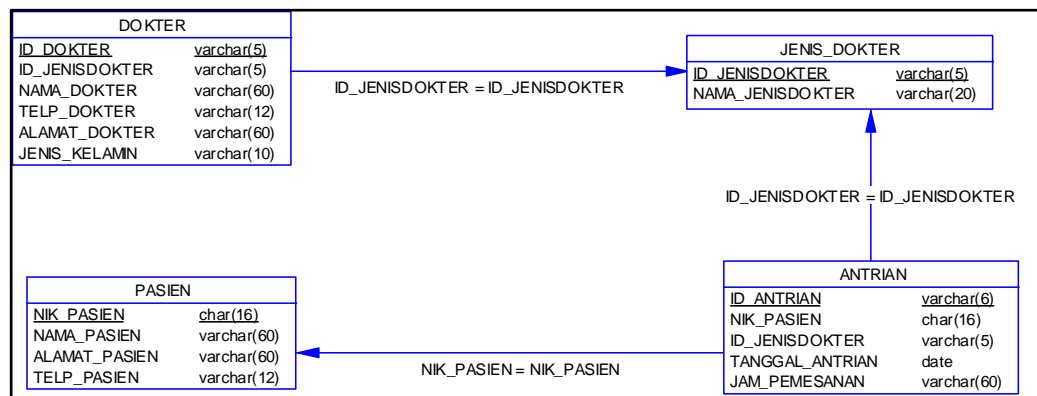 DOKTER
ID_DOKTER varchar(5)
ID_JENISDOKTER varchar(5)
NAMA_DOKTER varchar(60)
TELP_DOKTER varchar(12)
ALAMAT_DOKTER varchar(60)
JENIS_KELAMIN varchar(10)
ID_JENISDOKTER = ID_JENISDOKTER
JENIS_DOKTER
ID_JENISDOKTER varchar(5)
NAMA_JENISDOKTER varchar(20)
ID_JENISDOKTER = ID_JENISDOKTER
PASIEN
NIK_PASIEN char(16)
NAMA_PASIEN varchar(60)
ALAMAT_PASIEN varchar(60)
TELP_PASIEN varchar(12)
NIK_PASIEN = NIK_PASIEN
ANTRIAN
ID_ANTRIAN varchar(6)
NIK_PASIEN char(16)
ID_JENISDOKTER varchar(5)
TANGGAL_ANTRIAN date
JAM_PEMESANAN varchar(60)